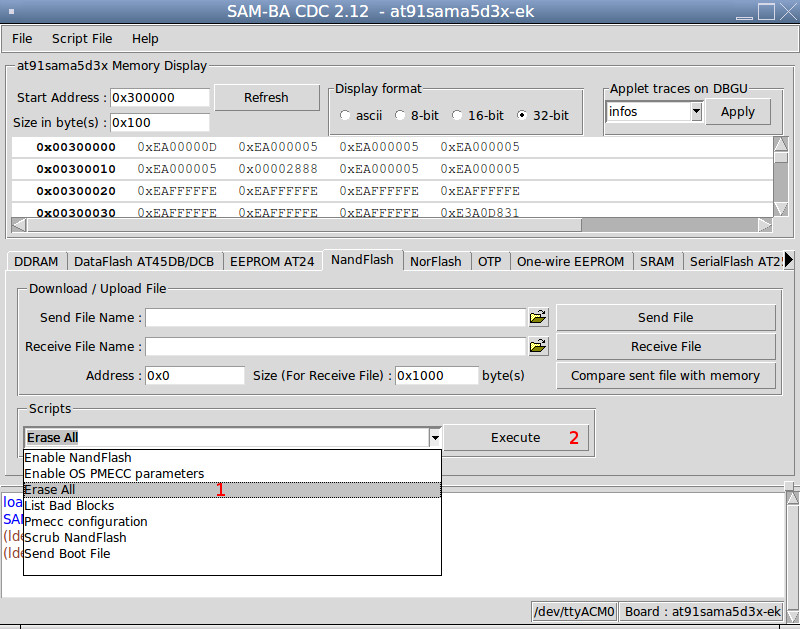 SAM-BA CDC 2.12 - at91sama5d3x-ek
File Script File Help
at91sama5d3x Memory Display
Start Address : 0x300000 Refresh
Size in byte(s) : 0x100
Display format
ascii 8-bit 16-bit 32-bit
Applet traces on DBGU
infos Apply
0x00300000 0xEA00000D 0xEA000005 0xEA000005 0xEA000005
0x00300010 0xEA000005 0x00002888 0xEA000005 0xEA000005
0x00300020 0xEAFFFFFE 0xEAFFFFFE 0xEAFFFFFE 0xEAFFFFFE
0x00300030 0xEAFFFFFE 0xEAFFFFFE 0xEAFFFFFE 0xE3A0D831
DDRAM DataFlash AT45DB/DCB EEPROM AT24 NandFlash NorFlash OTP One-wire EEPROM SRAM SerialFlash AT25
Download / Upload File
Send File Name : Send File
Receive File Name : Receive File
Address : 0x0 Size (For Receive File) : 0x1000 byte(s) Compare sent file with memory
Scripts
Erase All Execute 2
Enable NandFlash
Enable OS PMECC parameters
Erase All 1
List Bad Blocks
Pmecc configuration
Scrub NandFlash
Send Boot File
loa
SAM
(lde
(lde
/dev/ttyACM0 Board : at91sama5d3x-ek